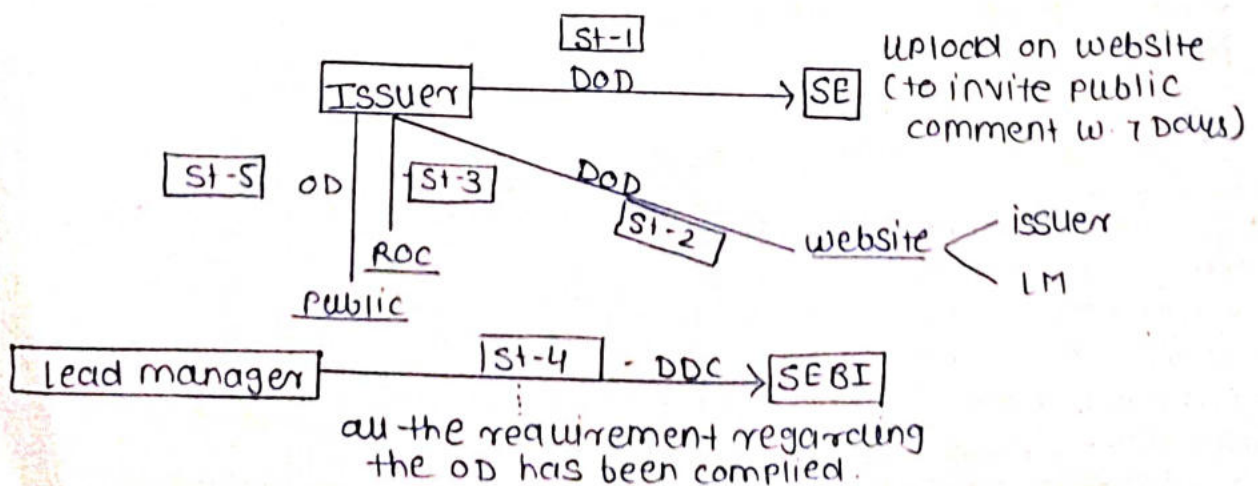 St-1
DOD
Issuer
SE
upload on website
(to invite public
comment w. 7 Days)
St-5
OD
St-3
DOD
St-2
ROC
public
website
issuer
LM
Lead manager
St-4
. DDC
SEBI
all the requirement regarding
the OD has been complied.